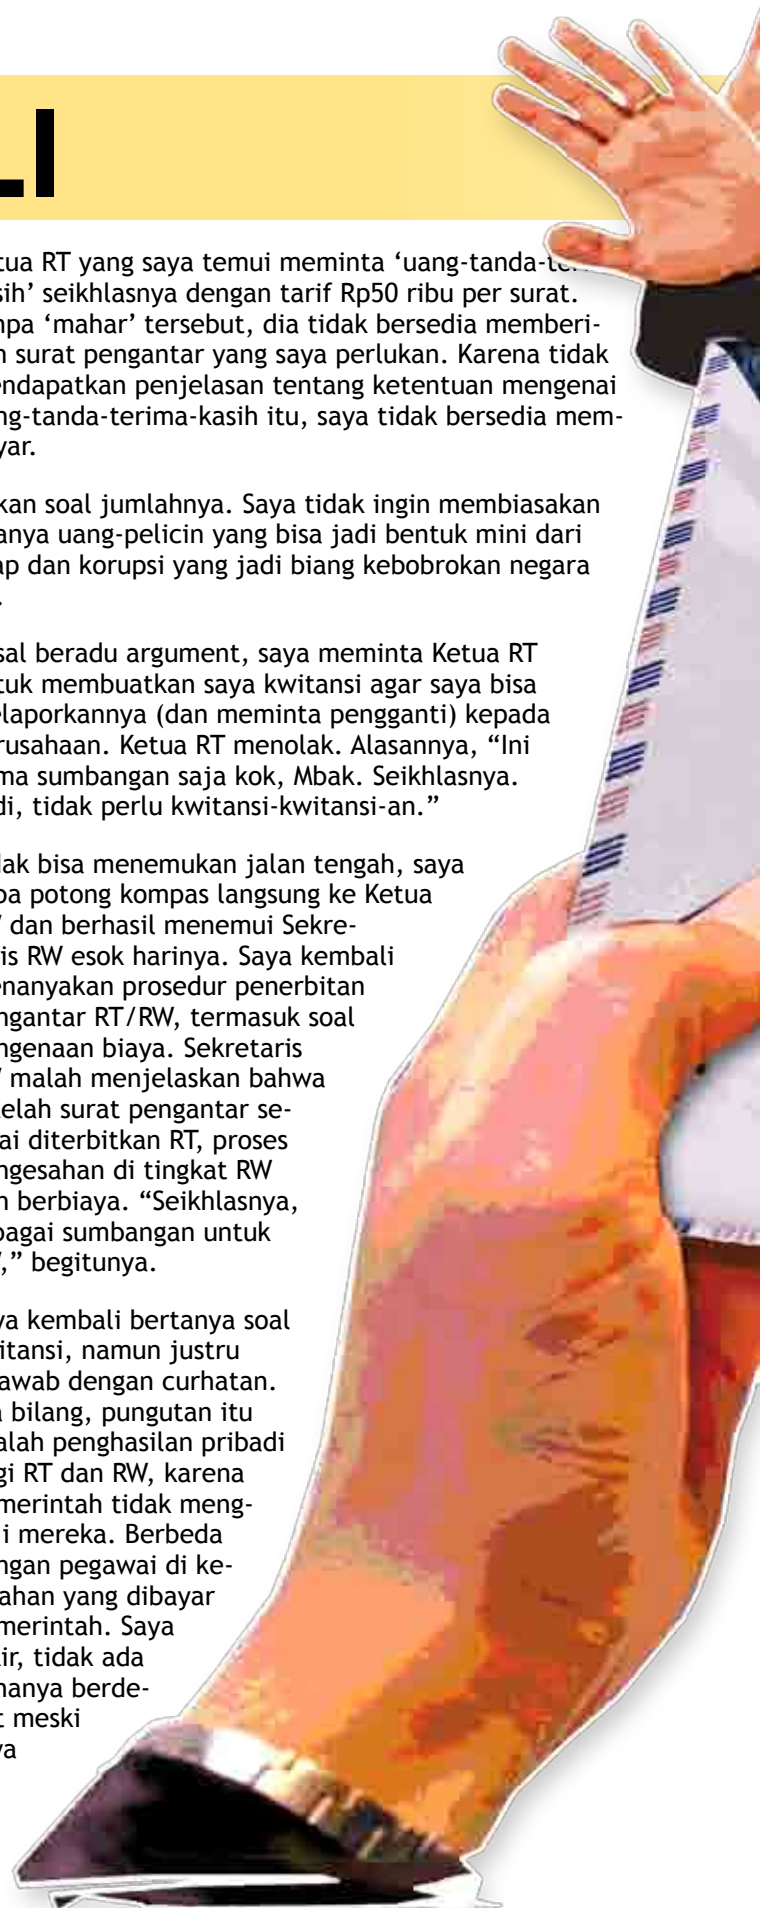 LI
tua RT yang saya temui meminta ‘uang-tanda-te
sih’ seikhlasnya dengan tarif Rp50 ribu per surat.
npa ‘mahar’ tersebut, dia tidak bersedia memberi-
n surat pengantar yang saya perlukan. Karena tidak
endapatkan penjelasan tentang ketentuan mengenai
ng-tanda-terima-kasih itu, saya tidak bersedia mem-
yar.
kan soal jumlahnya. Saya tidak ingin membiasakan
anya uang-pelicin yang bisa jadi bentuk mini dari
ap dan korupsi yang jadi biang kebobrokan negara
.
sal beradu argument, saya meminta Ketua RT
tuk membuatkan saya kwitansi agar saya bisa
elaporkannya (dan meminta pengganti) kepada
rusahaan. Ketua RT menolak. Alasannya, “Ini
ma sumbangan saja kok, Mbak. Seikhlasnya.
di, tidak perlu kwitansi-kwitansi-an.”
dak bisa menemukan jalan tengah, saya
ba potong kompas langsung ke Ketua
W dan berhasil menemui Sekre-
is RW esok harinya. Saya kembali
enanyakan prosedur penerbitan
ngantar RT/RW, termasuk soal
ngenaan biaya. Sekretaris
W malah menjelaskan bahwa
telah surat pengantar se-
ai diterbitkan RT, proses
ngesahan di tingkat RW
n berbiaya. “Seikhlasnya,
bagai sumbangan untuk
W,” begitunya.
ya kembali bertanya soal
itansi, namun justru
awab dengan curhatan.
a bilang, pungutan itu
alah penghasilan pribadi
gi RT dan RW, karena
merintah tidak meng-
ji mereka. Berbeda
ngan pegawai di ke-
ahan yang dibayar
merintah. Saya
ir, tidak ada
nanya berde-
t meski
ya